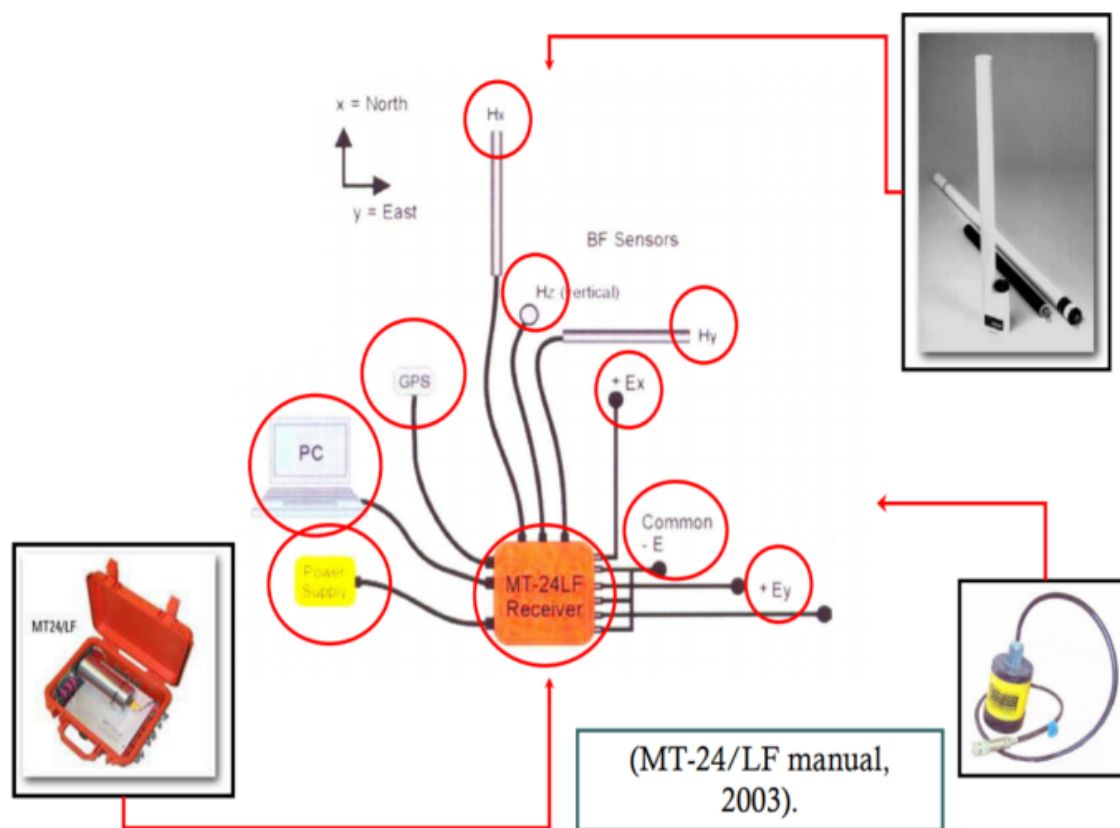 x = North
y = East
Hx
BF Sensors
Hz (vertical)
Hy
GPS
+ Ex
PC
Common
- E
Power
Supply
MT-24LF
Receiver
+ Ey
MT24/LF
(MT-24/LF manual,
2003).